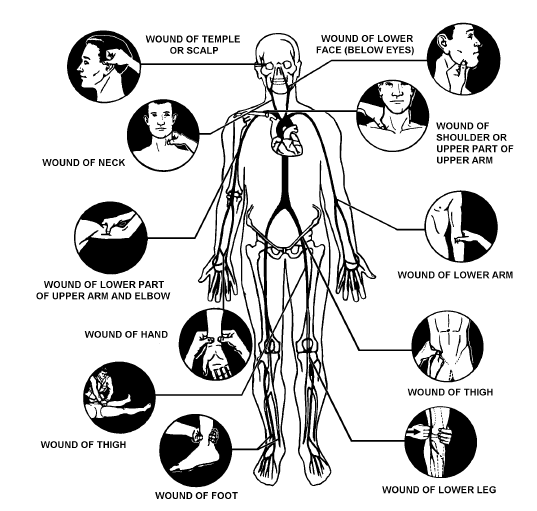 WOUND OF TEMPLE
OR SCALP
WOUND OF LOWER
FACE (BELOW EYES)
WOUND OF NECK
WOUND OF
SHOULDER OR
UPPER PART OF
UPPER ARM
WOUND OF LOWER PART
OF UPPER ARM AND ELBOW
WOUND OF LOWER ARM
WOUND OF HAND
WOUND OF THIGH
WOUND OF THIGH
WOUND OF FOOT
WOUND OF LOWER LEG